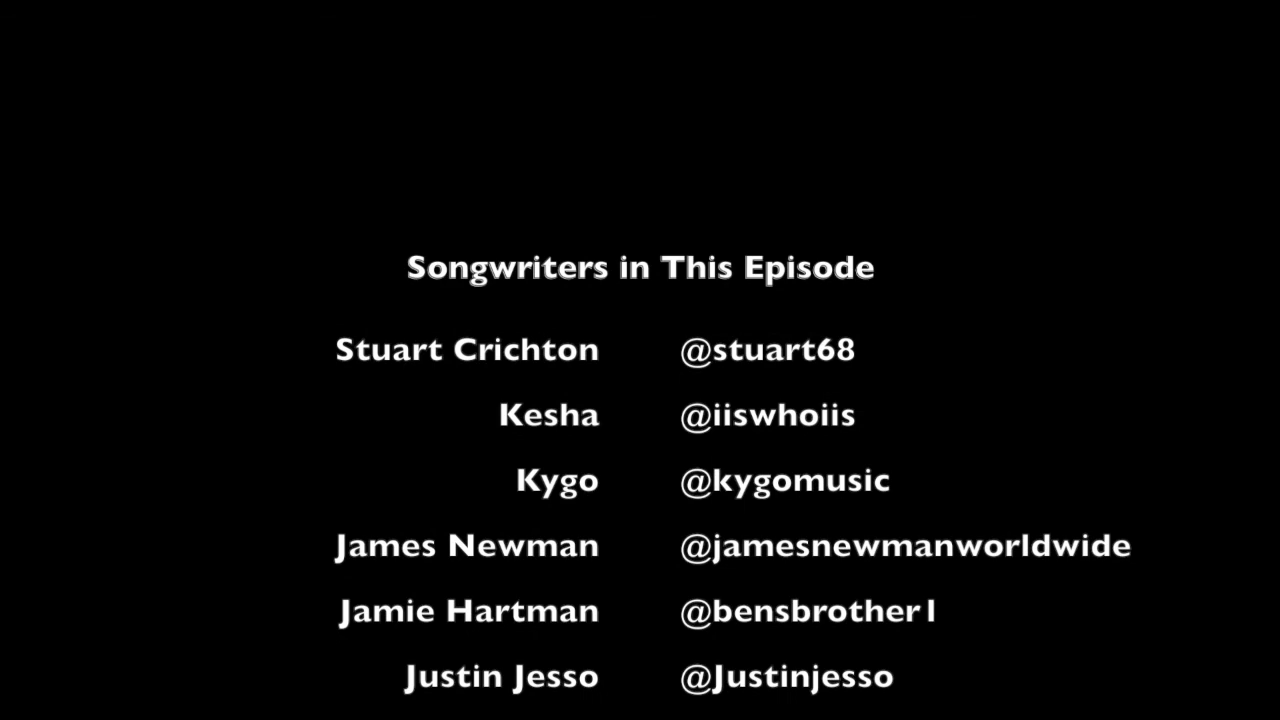 Songwriters in This Episode
Stuart Crichton @stuart68
Kesha @iiswhoiis
Kygo @kygomusic
James Newman @jamesnewmanworldwide
Jamie Hartman @bensbrother1
Justin Jesso @Justinjesso